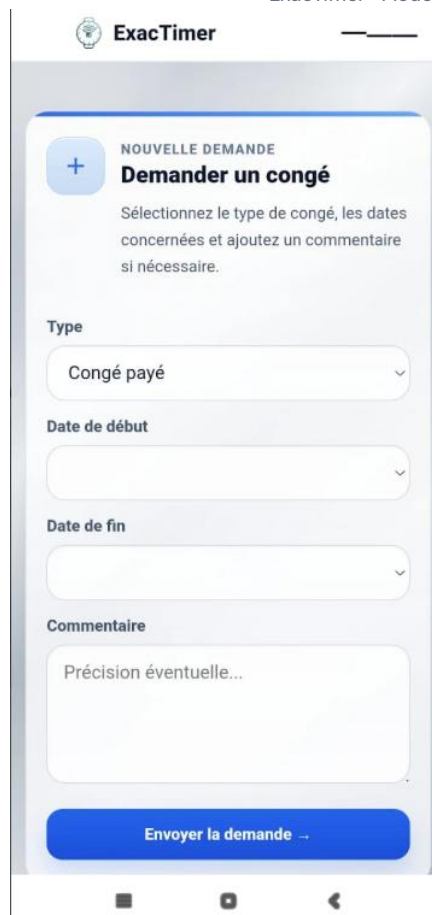 ExacTimer
NOUVELLE DEMANDE
Demander un congé
Sélectionnez le type de congé, les dates
concernées et ajoutez un commentaire
si nécessaire.
Type
Congé payé
Date de début
Date de fin
Commentaire
Précision éventuelle...
Envoyer la demande →